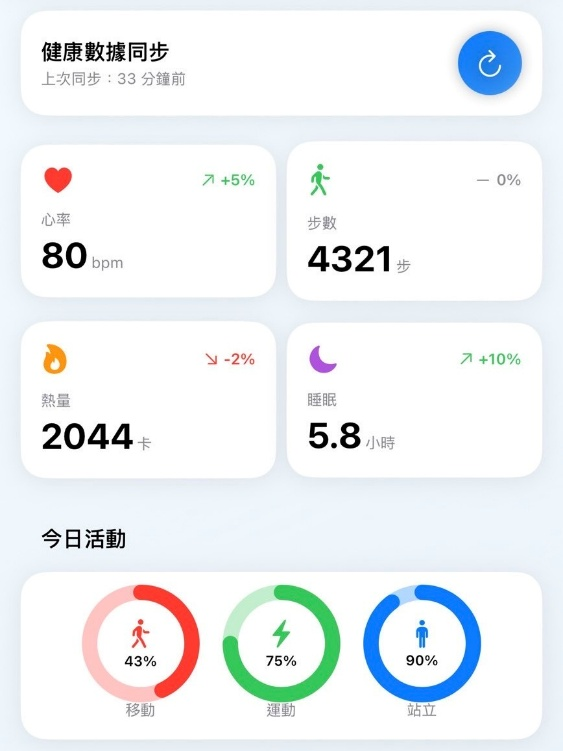 健康數據同步
上次同步：33 分鐘前
+5%
心率
80 bpm
0%
步數
4321 步
-2%
熱量
2044 卡
+10%
睡眠
5.8 小時
今日活動
43%
移動
75%
運動
90%
站立